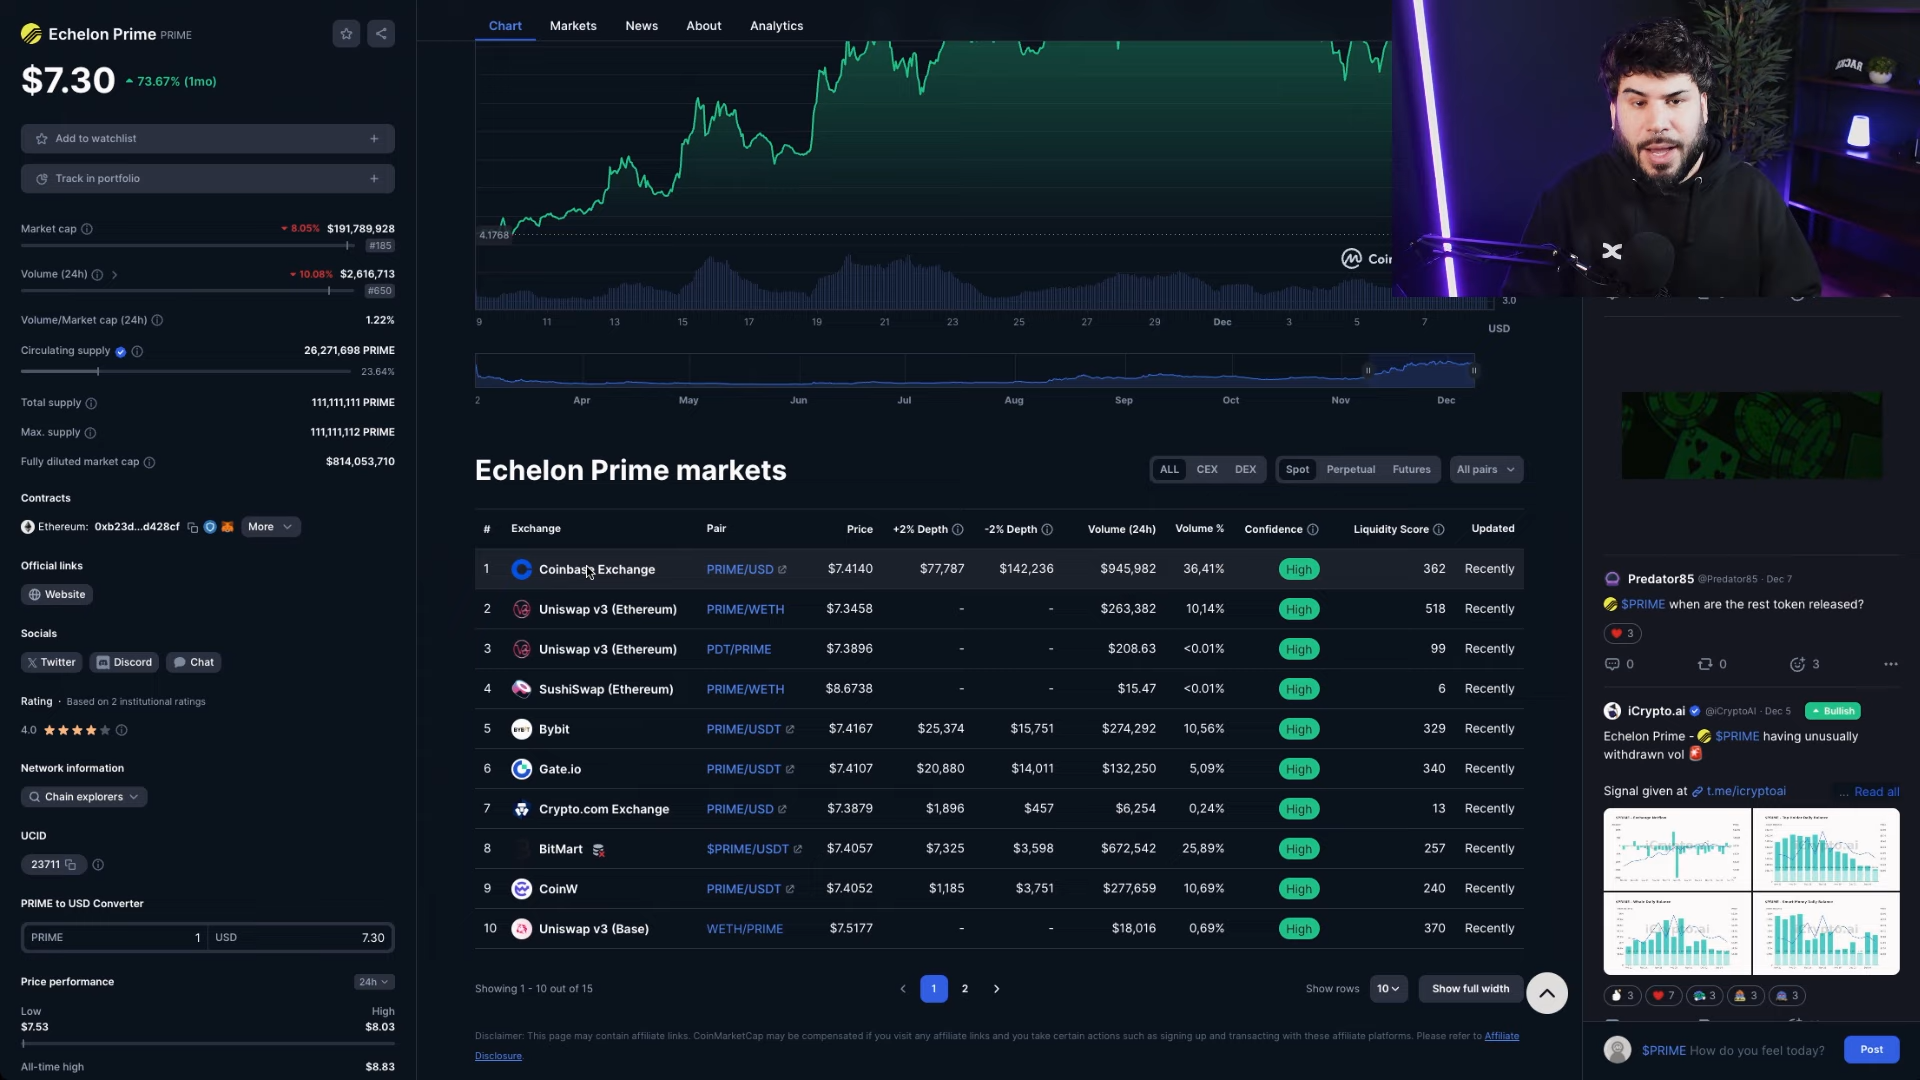 Echelon Prime PRIME
$7.30 73.67% (1mo)
Add to watchlist +
Track in portfolio +
Market cap 8.05% $191,789,928
#185
Volume (24h) 10.08% $2,616,713
#650
Volume/Market cap (24h) 1.22%
Circulating supply 26,271,698 PRIME
23.64%
Total supply 111,111,111 PRIME
Max. supply 111,111,112 PRIME
Fully diluted market cap $814,053,710
Contracts
Ethereum: 0xb23d...d428cf More
Official links
Website
Socials
Twitter Discord Chat
Rating · Based on 2 institutional ratings
4.0
Network information
Chain explorers
UCID
23711
PRIME to USD Converter
PRIME 1 USD 7.30
Price performance 24h
Low High
$7.53 $8.03
All-time high $8.83
Chart Markets News About Analytics
4.1768
Coin
3.0
9 11 13 15 17 19 21 23 25 27 29 Dec 3 5 7 USD
2 Apr May Jun Jul Aug Sep Oct Nov Dec
Echelon Prime markets
ALL CEX DEX Spot Perpetual Futures All pairs
# Exchange Pair Price +2% Depth -2% Depth Volume (24h) Volume % Confidence Liquidity Score Updated
1 Coinbase Exchange PRIME/USD $7.4140 $77,787 $142,236 $945,982 36,41% High 362 Recently
2 Uniswap v3 (Ethereum) PRIME/WETH $7.3458 - - $263,382 10,14% High 518 Recently
3 Uniswap v3 (Ethereum) PDT/PRIME $7.3896 - - $208.63 <0.01% High 99 Recently
4 SushiSwap (Ethereum) PRIME/WETH $8.6738 - - $15.47 <0.01% High 6 Recently
5 Bybit PRIME/USDT $7.4167 $25,374 $15,751 $274,292 10,56% High 329 Recently
6 Gate.io PRIME/USDT $7.4107 $20,880 $14,011 $132,250 5,09% High 340 Recently
7 Crypto.com Exchange PRIME/USD $7.3879 $1,896 $457 $6,254 0,24% High 13 Recently
8 BitMart $PRIME/USDT $7.4057 $7,325 $3,598 $672,542 25,89% High 257 Recently
9 CoinW PRIME/USDT $7.4052 $1,185 $3,751 $277,659 10,69% High 240 Recently
10 Uniswap v3 (Base) WETH/PRIME $7.5177 - - $18,016 0,69% High 370 Recently
Showing 1 - 10 out of 15 < 1 2 > Show rows 10 Show full width
Disclaimer: This page may contain affiliate links. CoinMarketCap may be compensated if you visit any affiliate links and you take certain actions such as signing up and transacting with these affiliate platforms. Please refer to Affiliate
Disclosure.
Predator85 @Predator85 · Dec 7
$PRIME when are the rest token released?
3
0 0 3
iCrypto.ai @iCryptoAI · Dec 5 Bullish
Echelon Prime - $PRIME having unusually
withdrawn vol
Signal given at t.me/icryptoai ... Read all
3 7 3 3 3
$PRIME How do you feel today? Post